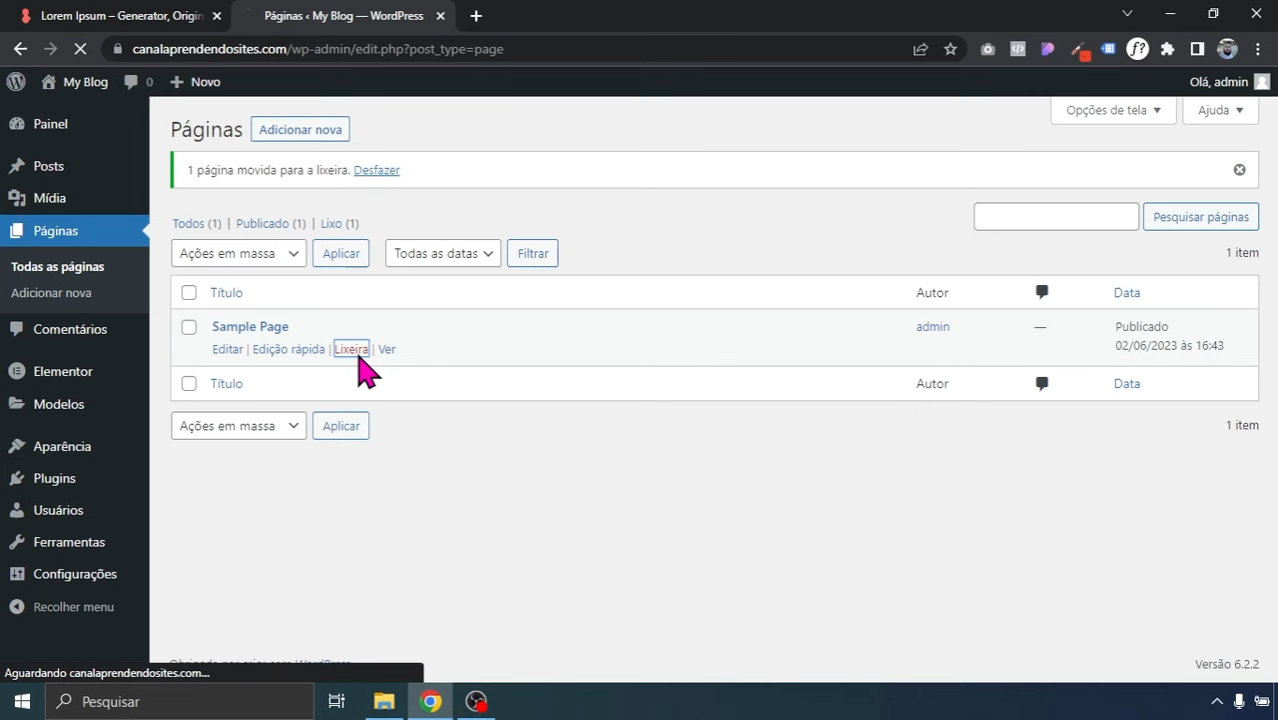 Lorem Ipsum – Generator, Origin
Páginas ‹ My Blog — WordPress
canalaprendendosites.com/wp-admin/edit.php?post_type=page
f?
My Blog
0
Novo
Olá, admin
Painel
Posts
Mídia
Páginas
Todas as páginas
Adicionar nova
Comentários
Elementor
Modelos
Aparência
Plugins
Usuários
Ferramentas
Configurações
Recolher menu
Opções de tela
Ajuda
Páginas
Adicionar nova
1 página movida para a lixeira. Desfazer
Todos (1) | Publicado (1) | Lixo (1)
Pesquisar páginas
Ações em massa
Aplicar
Todas as datas
Filtrar
1 item
Título
Autor
Data
Sample Page
Editar | Edição rápida | Lixeira | Ver
admin
—
Publicado
02/06/2023 às 16:43
Título
Autor
Data
Ações em massa
Aplicar
1 item
Versão 6.2.2
Aguardando canalaprendendosites.com...
Pesquisar